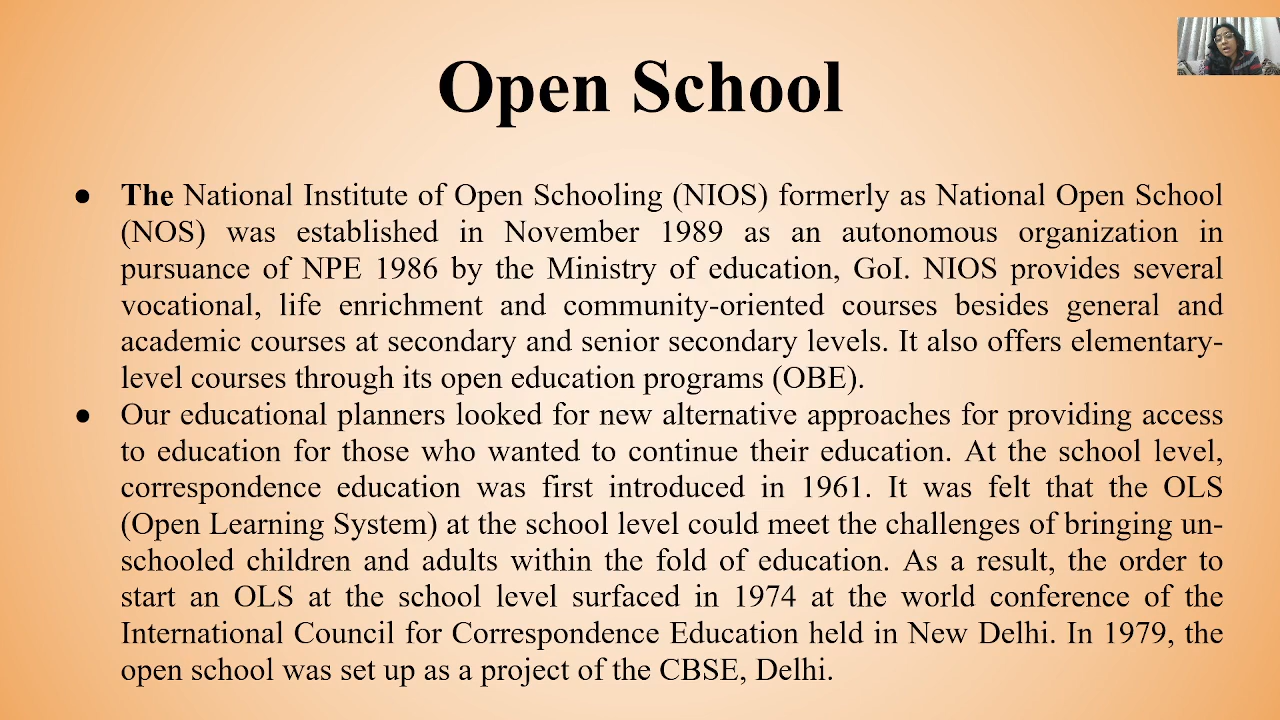 Open School
● The National Institute of Open Schooling (NIOS) formerly as National Open School
(NOS) was established in November 1989 as an autonomous organization in
pursuance of NPE 1986 by the Ministry of education, GoI. NIOS provides several
vocational, life enrichment and community-oriented courses besides general and
academic courses at secondary and senior secondary levels. It also offers elementary-
level courses through its open education programs (OBE).
● Our educational planners looked for new alternative approaches for providing access
to education for those who wanted to continue their education. At the school level,
correspondence education was first introduced in 1961. It was felt that the OLS
(Open Learning System) at the school level could meet the challenges of bringing un-
schooled children and adults within the fold of education. As a result, the order to
start an OLS at the school level surfaced in 1974 at the world conference of the
International Council for Correspondence Education held in New Delhi. In 1979, the
open school was set up as a project of the CBSE, Delhi.